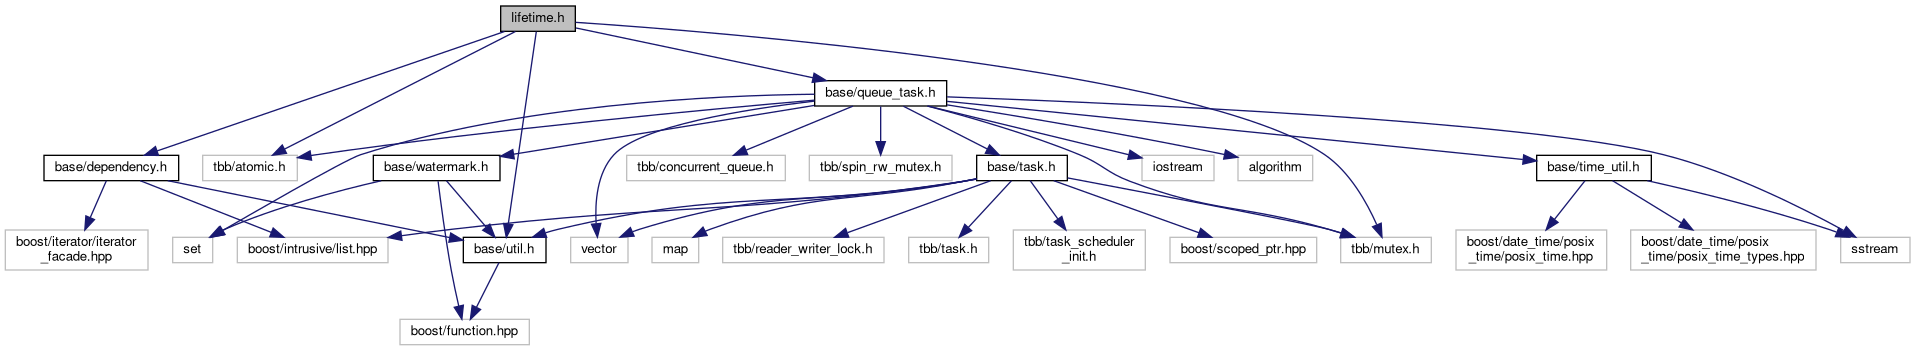 lifetime.h
base/queue_task.h
base/dependency.h
tbb/atomic.h
base/watermark.h
tbb/concurrent_queue.h
tbb/spin_rw_mutex.h
base/task.h
iostream
algorithm
base/time_util.h
boost/iterator/iterator
_facade.hpp
set
boost/intrusive/list.hpp
base/util.h
vector
map
tbb/reader_writer_lock.h
tbb/task.h
tbb/task_scheduler
_init.h
boost/scoped_ptr.hpp
tbb/mutex.h
boost/date_time/posix
_time/posix_time.hpp
boost/date_time/posix
_time/posix_time_types.hpp
sstream
boost/function.hpp